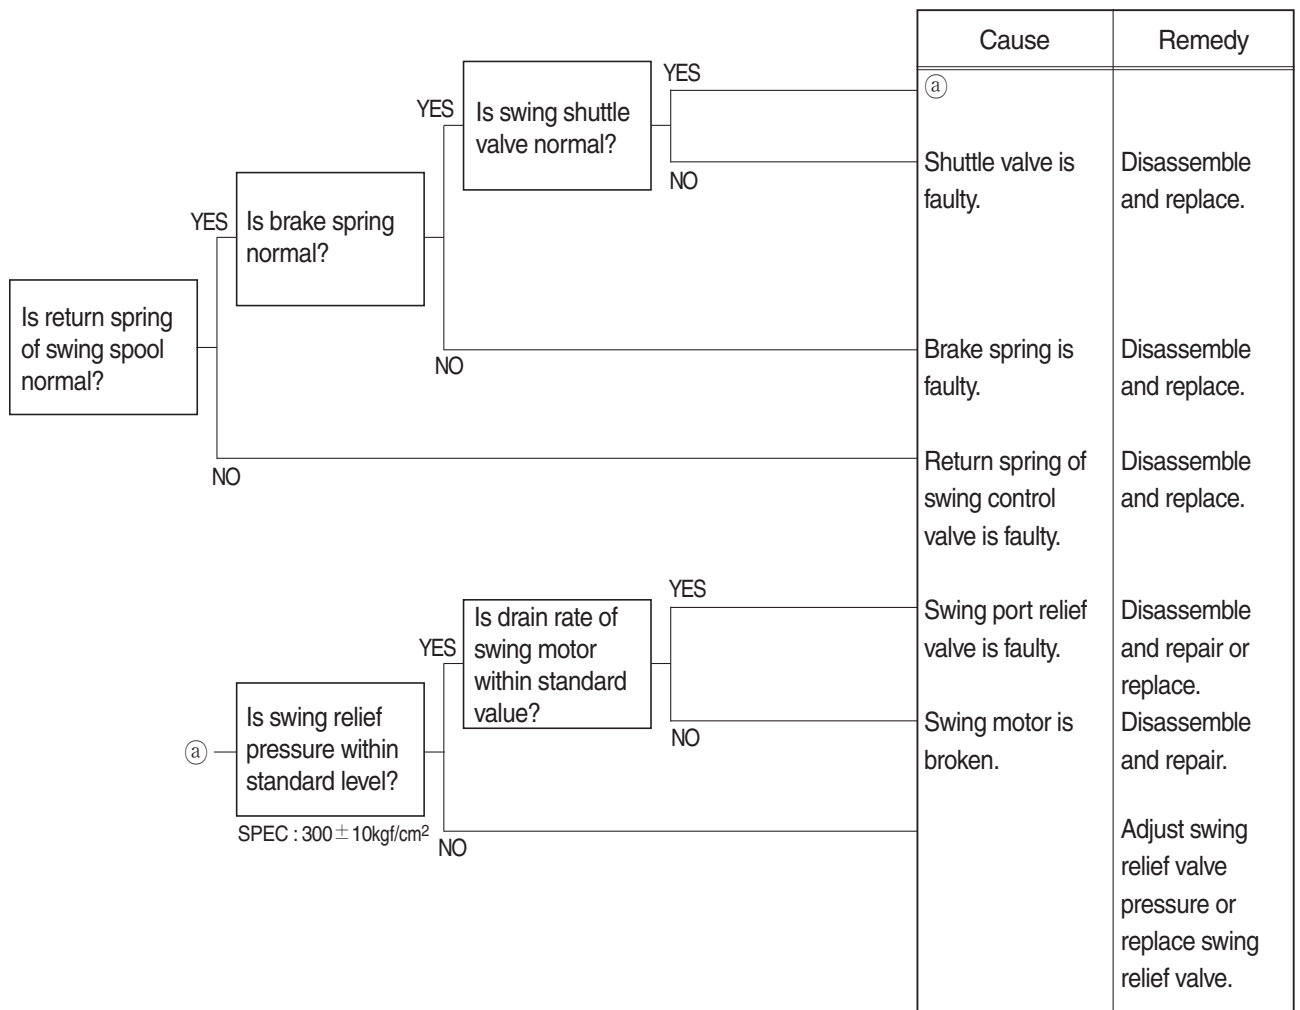 Cause
Remedy
YES
ⓐ
YES
Is swing shuttle
valve normal?
NO
Shuttle valve is
faulty.
Disassemble
and replace.
YES
Is brake spring
normal?
Is return spring
of swing spool
normal?
NO
Brake spring is
faulty.
Disassemble
and replace.
NO
Return spring of
swing control
valve is faulty.
Disassemble
and replace.
YES
YES
Is drain rate of
swing motor
within standard
value?
Swing port relief
valve is faulty.
Disassemble
and repair or
replace.
NO
Swing motor is
broken.
Disassemble
and repair.
ⓐ
Is swing relief
pressure within
standard level?
SPEC : 300±10kgf/cm²
NO
Adjust swing
relief valve
pressure or
replace swing
relief valve.